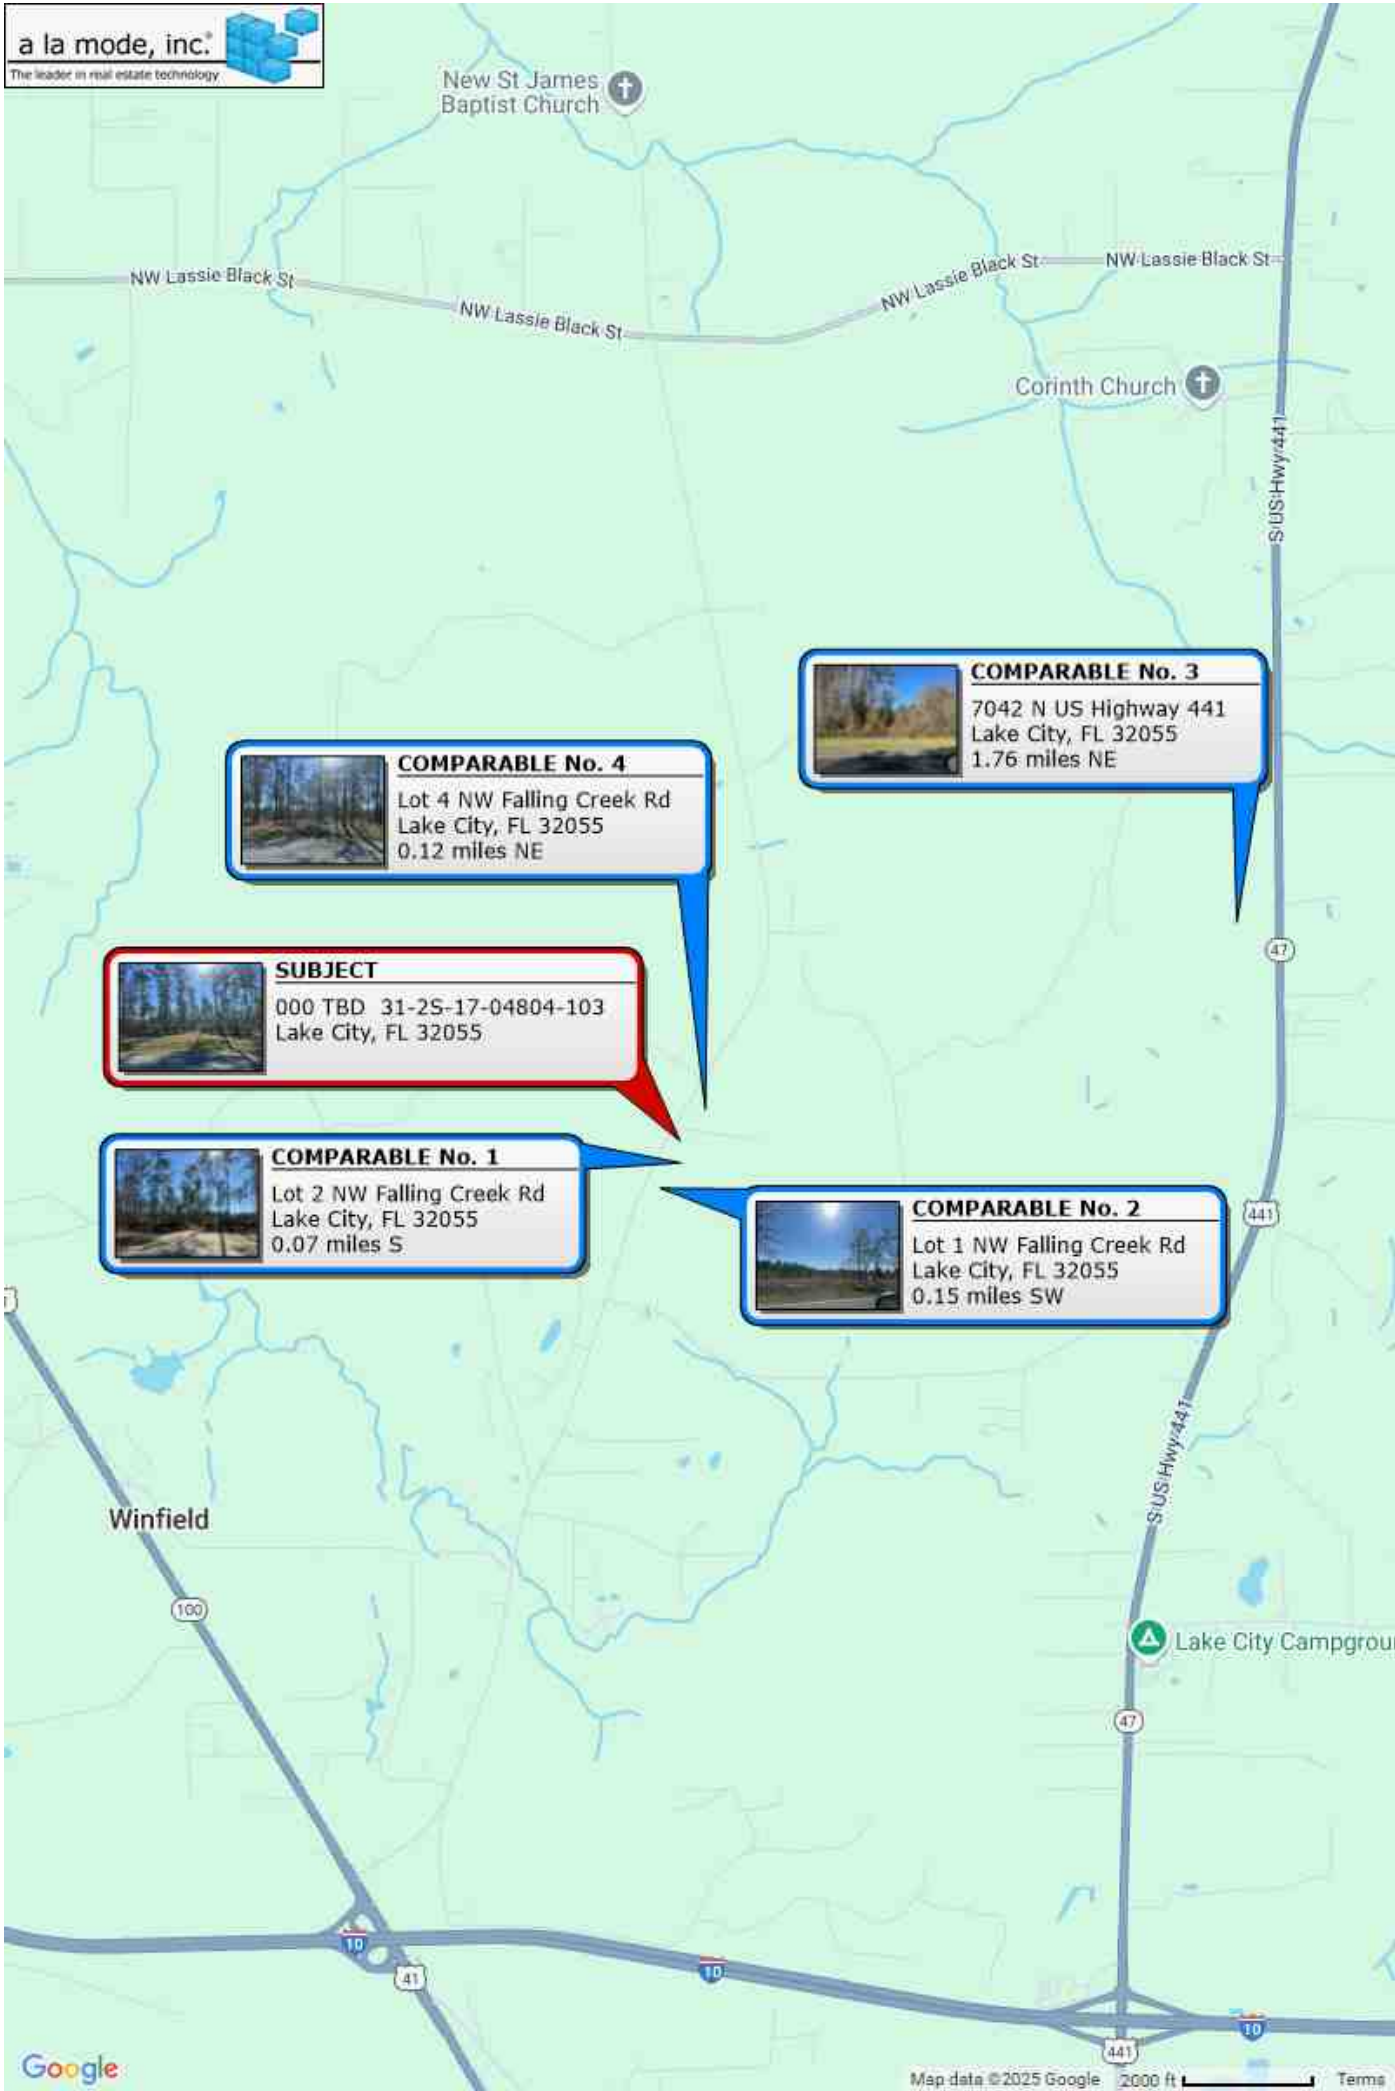 a la mode, inc.®
The leader in real estate technology
New St James
Baptist Church
NW Lassie Black St
NW Lassie Black St
NW Lassie Black St
NW Lassie Black St
Corinth Church
S US Hwy 441
COMPARABLE No. 3
7042 N US Highway 441
Lake City, FL 32055
1.76 miles NE
COMPARABLE No. 4
Lot 4 NW Falling Creek Rd
Lake City, FL 32055
0.12 miles NE
47
SUBJECT
000 TBD 31-2S-17-04804-103
Lake City, FL 32055
COMPARABLE No. 1
Lot 2 NW Falling Creek Rd
Lake City, FL 32055
0.07 miles S
COMPARABLE No. 2
Lot 1 NW Falling Creek Rd
Lake City, FL 32055
0.15 miles SW
441
S US Hwy 441
Winfield
100
Lake City Campgrou
47
10
41
10
10
441
Google
Map data ©2025 Google
2000 ft
Terms